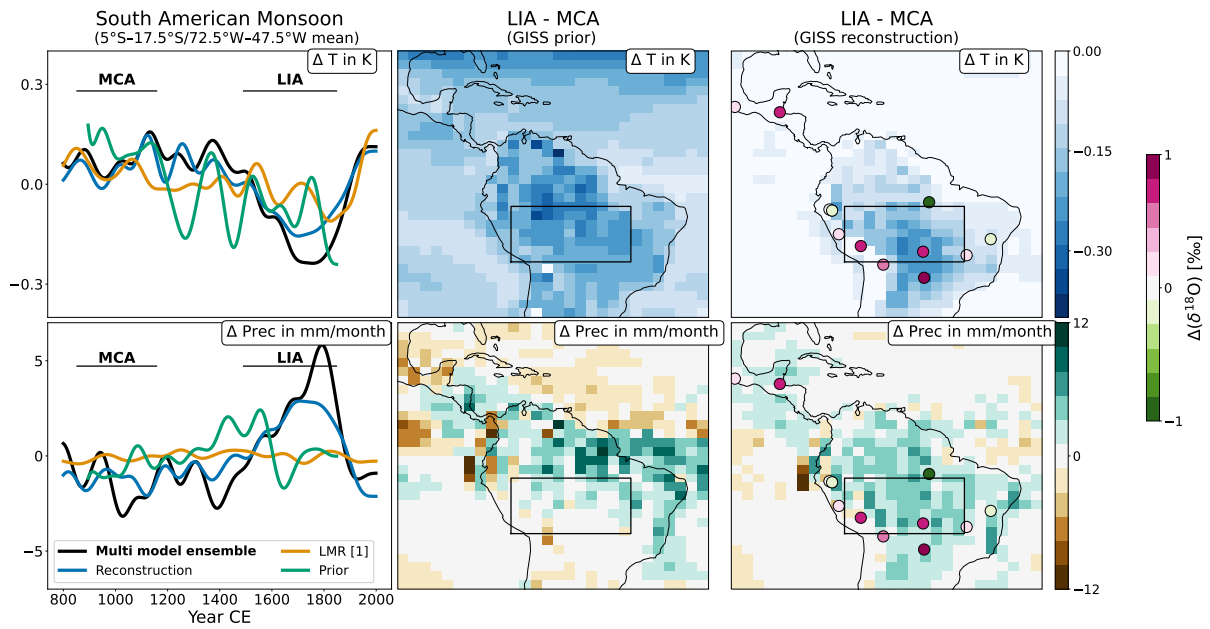 South American Monsoon
(5°S–17.5°S/72.5°W–47.5°W mean)
LIA - MCA
(GISS prior)
LIA - MCA
(GISS reconstruction)
Δ T in K
Δ T in K
Δ T in K
MCA
LIA
0.3
0.0
−0.3
0.00
−0.15
−0.30
Δ Prec in mm/month
Δ Prec in mm/month
Δ Prec in mm/month
MCA
LIA
5
0
−5
Multi model ensemble
Reconstruction
LMR [1]
Prior
800 1000 1200 1400 1600 1800 2000
Year CE
12
0
−12
1
0
−1
Δ(δ¹⁸O) [‰]